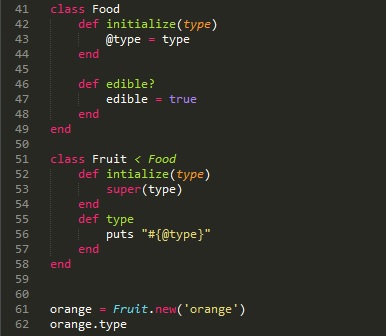 41 class Food
42     def initialize(type)
43         @type = type
44     end
45
46     def edible?
47         edible = true
48     end
49 end
50
51 class Fruit < Food
52     def intialize(type)
53         super(type)
54     end
55     def type
56         puts "#{@type}"
57     end
58 end
59
60
61 orange = Fruit.new('orange')
62 orange.type